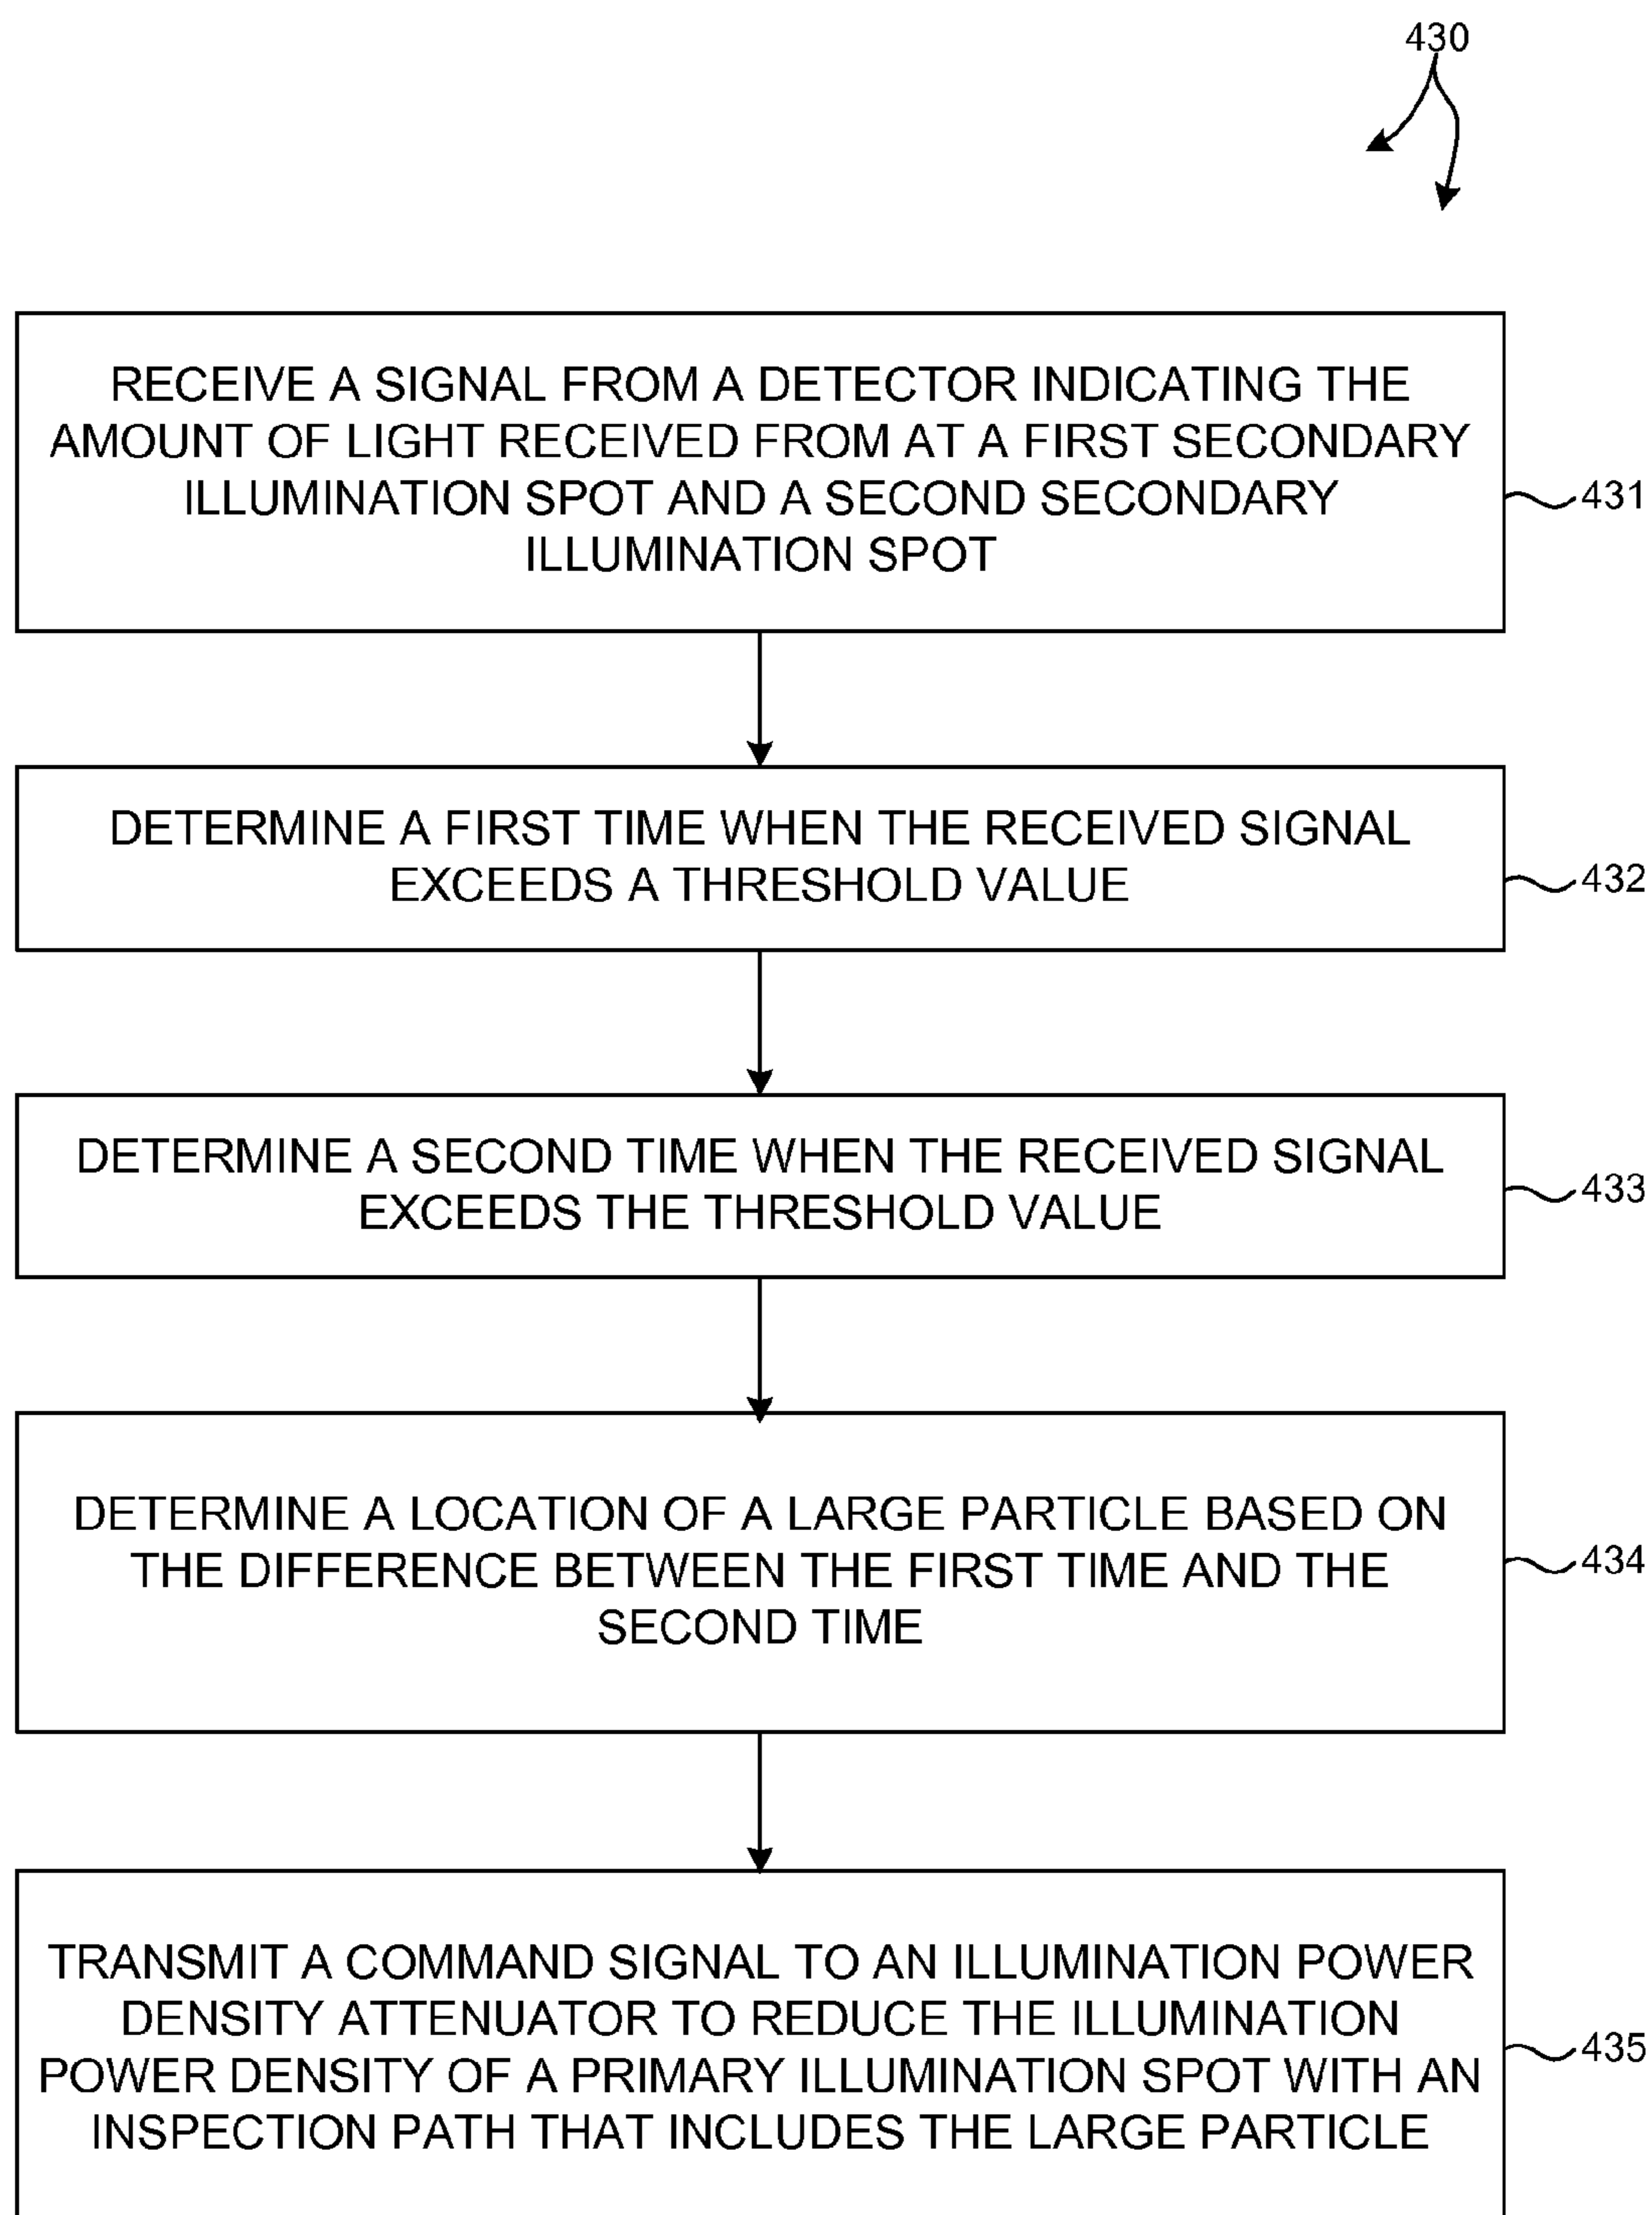 430
RECEIVE A SIGNAL FROM A DETECTOR INDICATING THE
AMOUNT OF LIGHT RECEIVED FROM AT A FIRST SECONDARY
ILLUMINATION SPOT AND A SECOND SECONDARY
ILLUMINATION SPOT
431
DETERMINE A FIRST TIME WHEN THE RECEIVED SIGNAL
EXCEEDS A THRESHOLD VALUE
432
DETERMINE A SECOND TIME WHEN THE RECEIVED SIGNAL
EXCEEDS THE THRESHOLD VALUE
433
DETERMINE A LOCATION OF A LARGE PARTICLE BASED ON
THE DIFFERENCE BETWEEN THE FIRST TIME AND THE
SECOND TIME
434
TRANSMIT A COMMAND SIGNAL TO AN ILLUMINATION POWER
DENSITY ATTENUATOR TO REDUCE THE ILLUMINATION
POWER DENSITY OF A PRIMARY ILLUMINATION SPOT WITH AN
INSPECTION PATH THAT INCLUDES THE LARGE PARTICLE
435